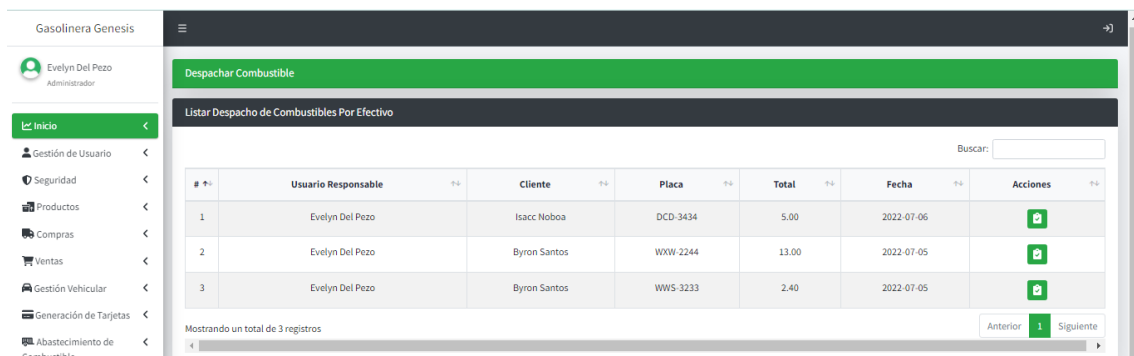 Gasolinera Genesis
Evelyn Del Pezo
Administrador
Inicio
Gestión de Usuario
Seguridad
Productos
Compras
Ventas
Gestión Vehicular
Generación de Tarjetas
Abastecimiento de
Combustible
Despachar Combustible
Listar Despacho de Combustibles Por Efectivo
Buscar:
# Usuario Responsable Cliente Placa Total Fecha Acciones
1 Evelyn Del Pezo Isacc Noboa DCD-3434 5.00 2022-07-06
2 Evelyn Del Pezo Byron Santos WXW-2244 13.00 2022-07-05
3 Evelyn Del Pezo Byron Santos WWS-3233 2.40 2022-07-05
Mostrando un total de 3 registros
Anterior 1 Siguiente